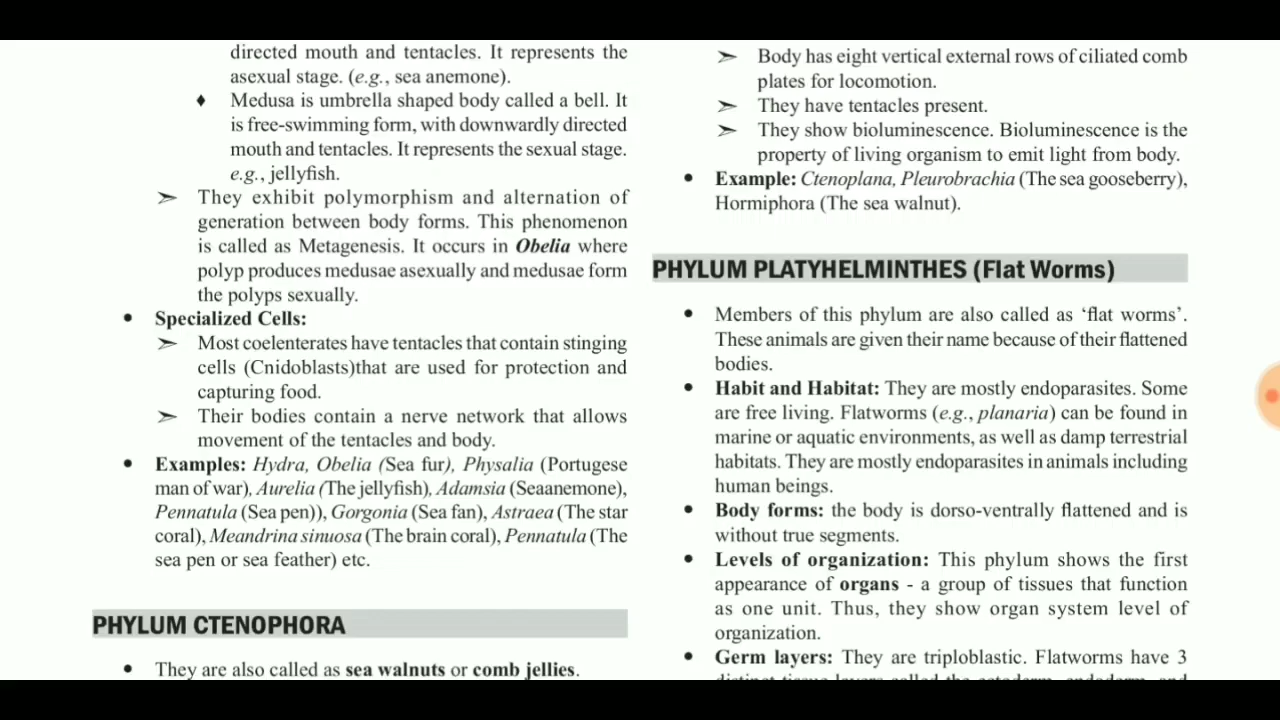 directed mouth and tentacles. It represents the
asexual stage. (e.g., sea anemone).
♦ Medusa is umbrella shaped body called a bell. It
is free-swimming form, with downwardly directed
mouth and tentacles. It represents the sexual stage.
e.g., jellyfish.
➢ They exhibit polymorphism and alternation of
generation between body forms. This phenomenon
is called as Metagenesis. It occurs in Obelia where
polyp produces medusae asexually and medusae form
the polyps sexually.
• Specialized Cells:
➢ Most coelenterates have tentacles that contain stinging
cells (Cnidoblasts)that are used for protection and
capturing food.
➢ Their bodies contain a nerve network that allows
movement of the tentacles and body.
• Examples: Hydra, Obelia (Sea fur), Physalia (Portugese
man of war), Aurelia (The jellyfish), Adamsia (Seaanemone),
Pennatula (Sea pen)), Gorgonia (Sea fan), Astraea (The star
coral), Meandrina sinuosa (The brain coral), Pennatula (The
sea pen or sea feather) etc.
PHYLUM CTENOPHORA
• They are also called as sea walnuts or comb jellies.
➢ Body has eight vertical external rows of ciliated comb
plates for locomotion.
➢ They have tentacles present.
➢ They show bioluminescence. Bioluminescence is the
property of living organism to emit light from body.
• Example: Ctenoplana, Pleurobrachia (The sea gooseberry),
Hormiphora (The sea walnut).
PHYLUM PLATYHELMINTHES (Flat Worms)
• Members of this phylum are also called as ‘flat worms’.
These animals are given their name because of their flattened
bodies.
• Habit and Habitat: They are mostly endoparasites. Some
are free living. Flatworms (e.g., planaria) can be found in
marine or aquatic environments, as well as damp terrestrial
habitats. They are mostly endoparasites in animals including
human beings.
• Body forms: the body is dorso-ventrally flattened and is
without true segments.
• Levels of organization: This phylum shows the first
appearance of organs - a group of tissues that function
as one unit. Thus, they show organ system level of
organization.
• Germ layers: They are triploblastic. Flatworms have 3
distinct tissue layers called the ectoderm, endoderm, and